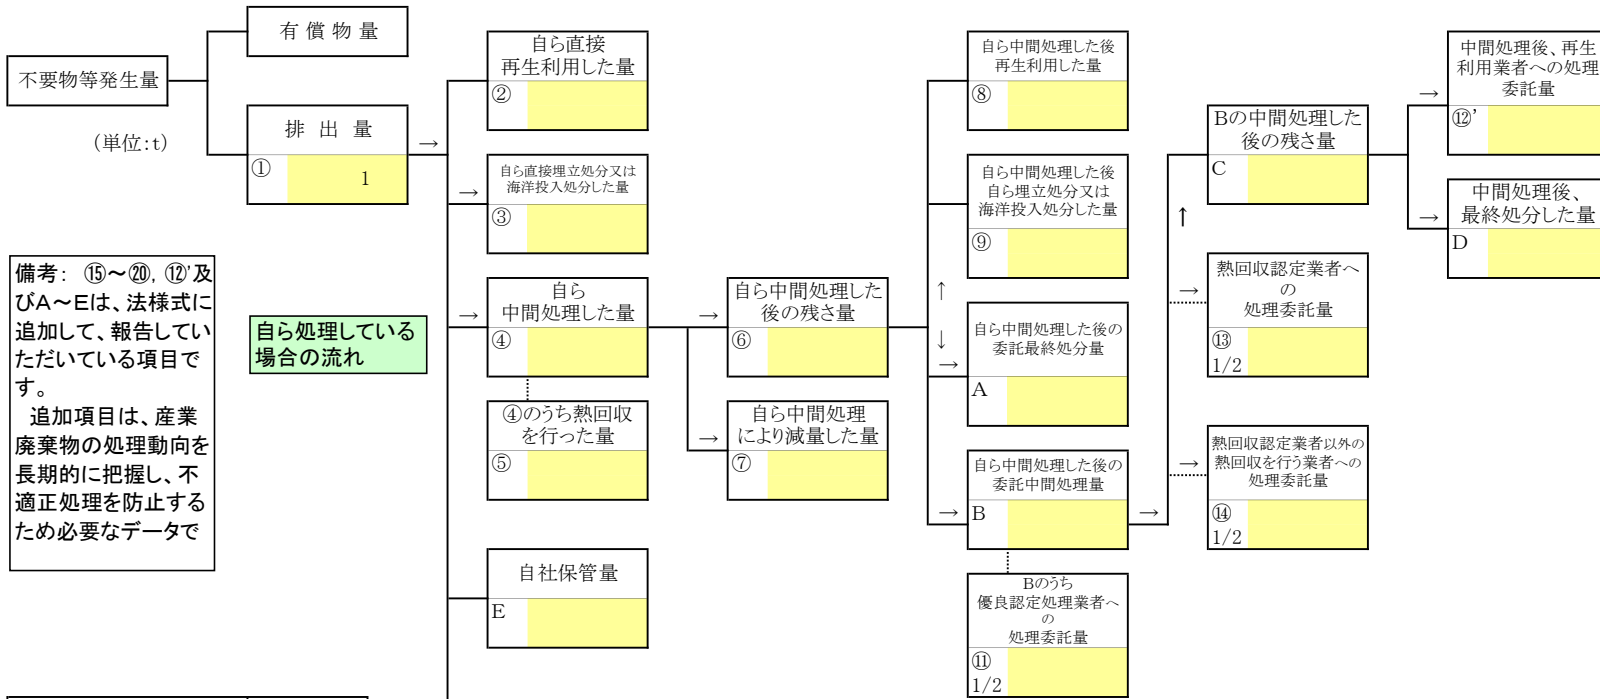 有 償 物 量
不要物等発生量
(単位:t)
排 出 量
→
①
1
備考： ⑮～⑳, ⑫'及
びA～Eは、法様式に
追加して、報告してい
ただいている項目で
す。
追加項目は、産業
廃棄物の処理動向を
長期的に把握し、不
適正処理を防止する
ため必要なデータで
自ら処理している
場合の流れ
自ら直接
再生利用した量
②
→
自ら直接埋立処分又は
海洋投入処分した量
③
→
自ら
中間処理した量
④
④のうち熱回収
を行った量
⑤
自社保管量
E
→
自ら中間処理した
後の残さ量
⑥
→
自ら中間処理
により減量した量
⑦
自ら中間処理した後
再生利用した量
⑧
自ら中間処理した後
自ら埋立処分又は
海洋投入処分した量
⑨
↑
↓
→
自ら中間処理した後の
委託最終処分量
A
自ら中間処理した後の
委託中間処理量
→
B
→
Bのうち
優良認定処理業者へ
の
処理委託量
⑪
1/2
Bの中間処理した
後の残さ量
C
↑
熱回収認定業者へ
の
処理委託量
→
⑬
1/2
熱回収認定業者以外の
熱回収を行う業者への
処理委託量
→
⑭
1/2
中間処理後、再生
利用業者への処理
委託量
→
⑫'
中間処理後、
最終処分した量
→
D